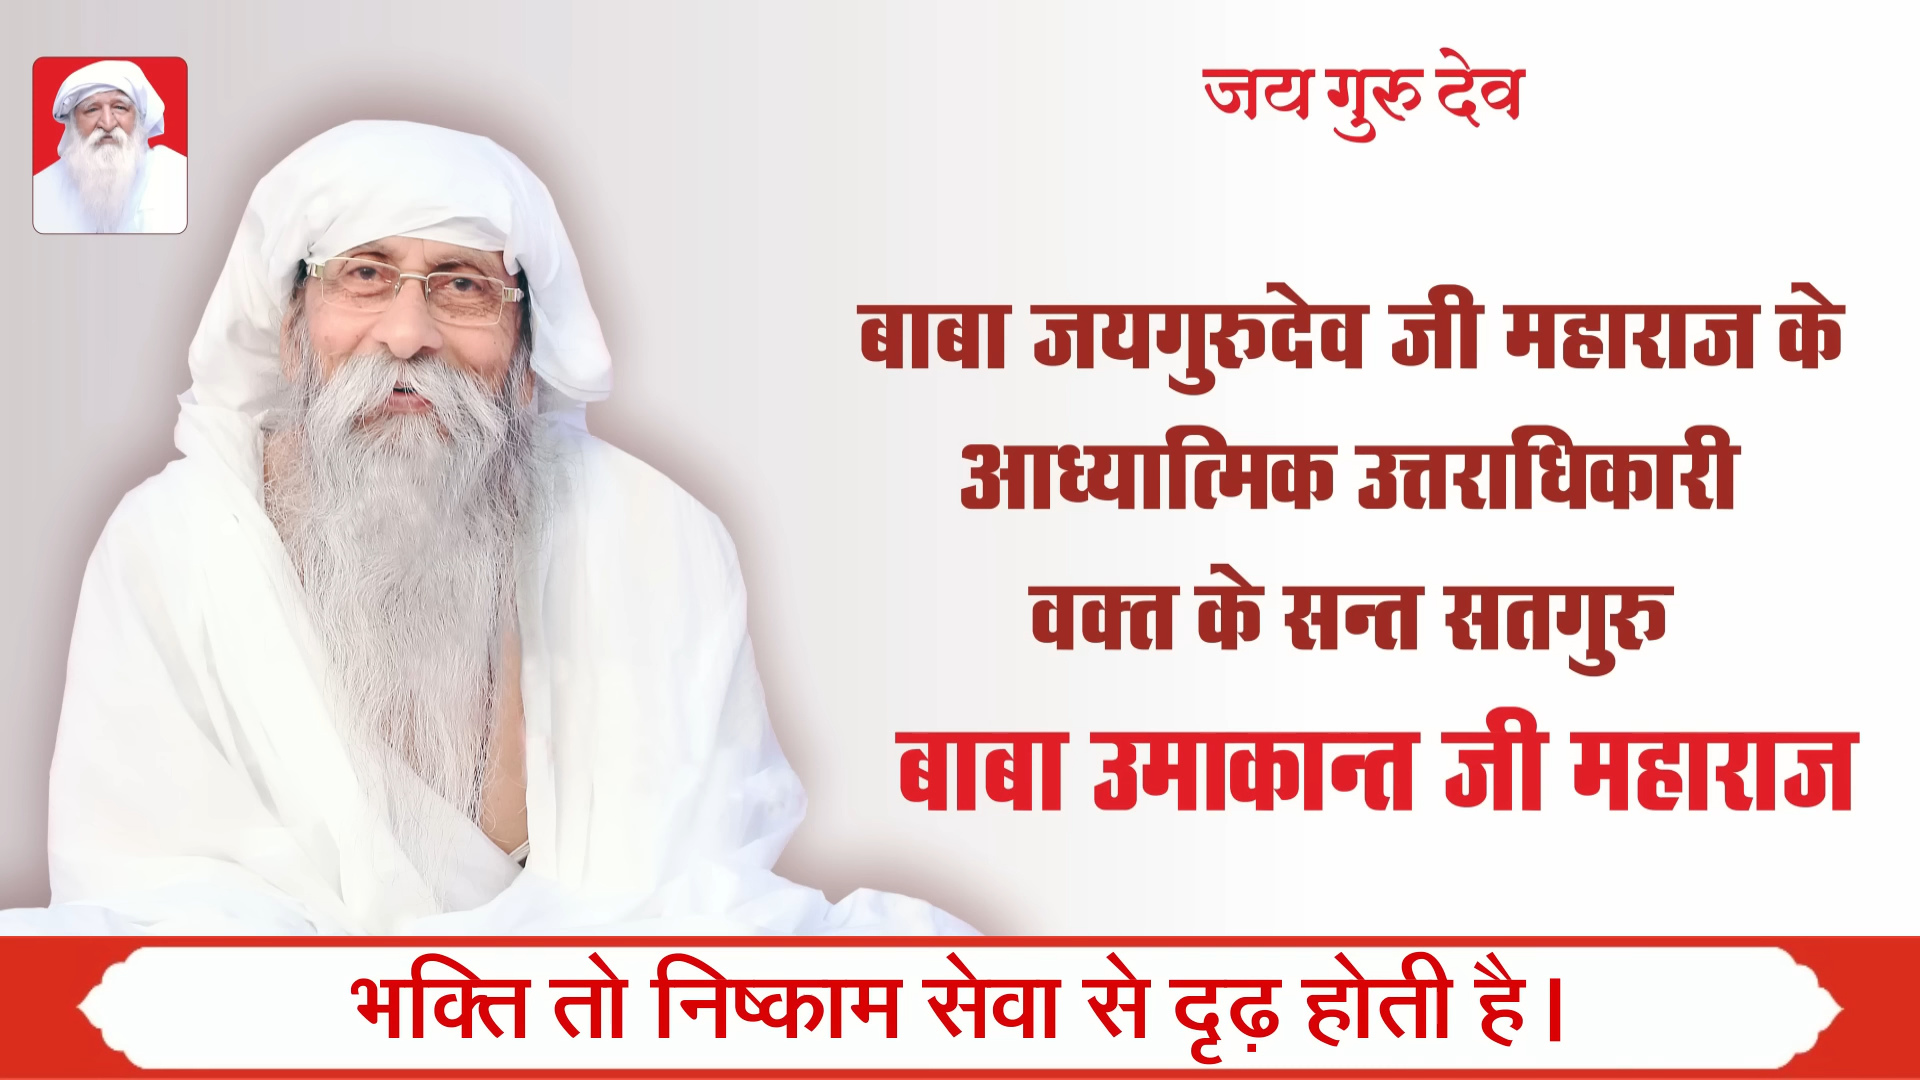 जय गुरु देव
बाबा जयगुरुदेव जी महाराज के
आध्यात्मिक उत्तराधिकारी
वक्त के सन्त सतगुरु
बाबा उमाकान्त जी महाराज
भक्ति तो निष्काम सेवा से दृढ़ होती है।